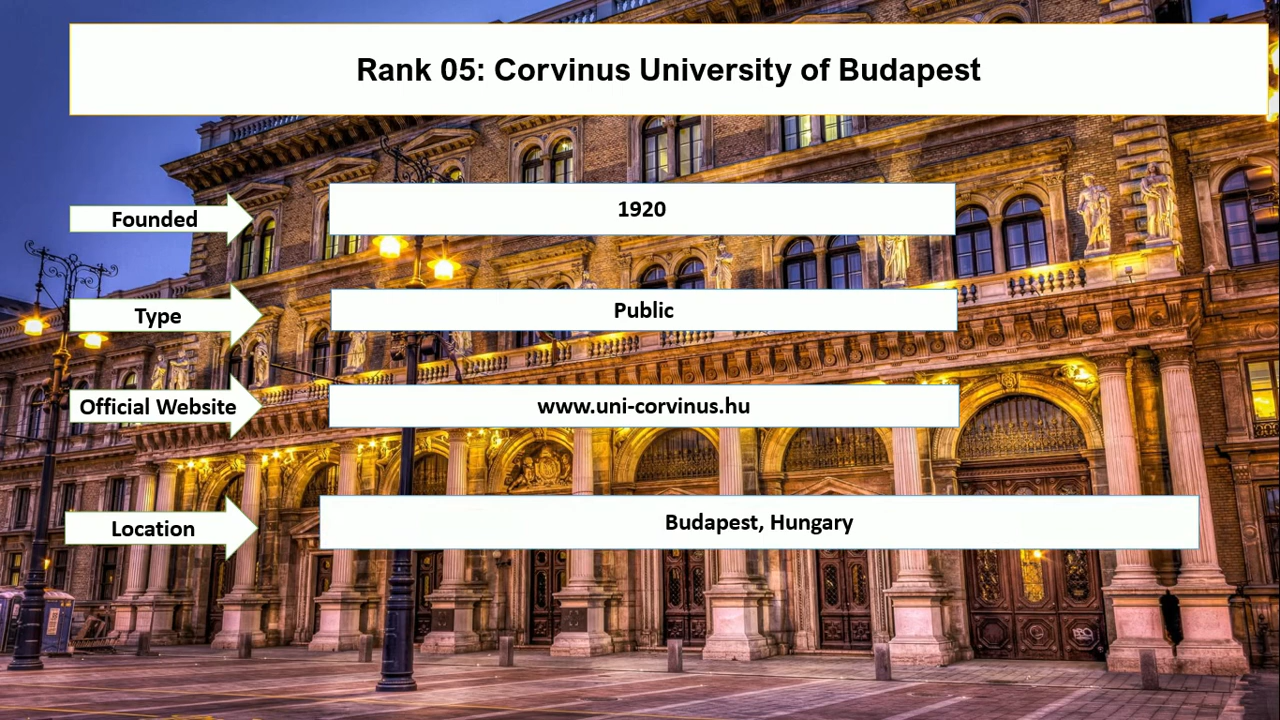 Rank 05: Corvinus University of Budapest
Founded
1920
Type
Public
Official Website
www.uni-corvinus.hu
Location
Budapest, Hungary